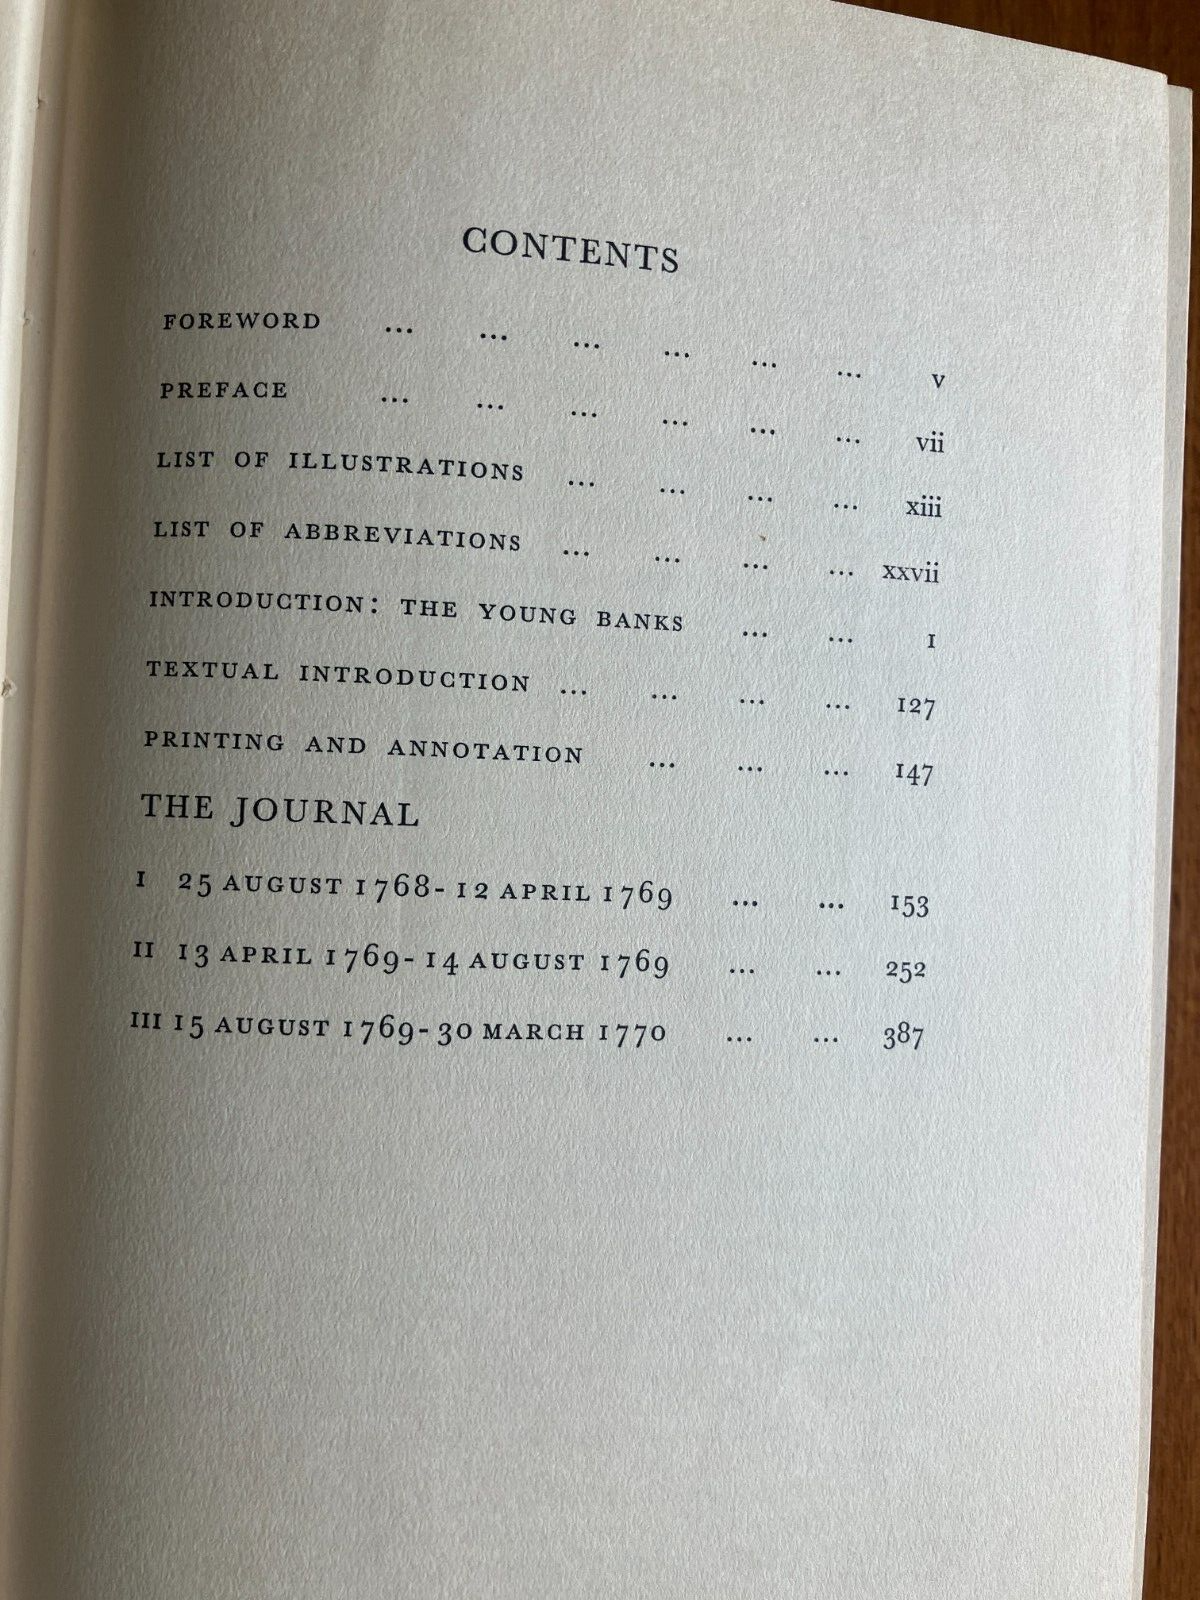 CONTENTS
FOREWORD ... ... ... ... ... ... v
PREFACE ... ... ... ... ... ... vii
LIST OF ILLUSTRATIONS ... ... ... ... xiii
LIST OF ABBREVIATIONS ... ... ... ... xxvii
INTRODUCTION: THE YOUNG BANKS ... ... 1
TEXTUAL INTRODUCTION ... ... ... ... 127
PRINTING AND ANNOTATION ... ... ... 147
THE JOURNAL
I 25 AUGUST 1768-12 APRIL 1769 ... ... 153
II 13 APRIL 1769-14 AUGUST 1769 ... ... 252
III 15 AUGUST 1769-30 MARCH 1770 ... ... 387